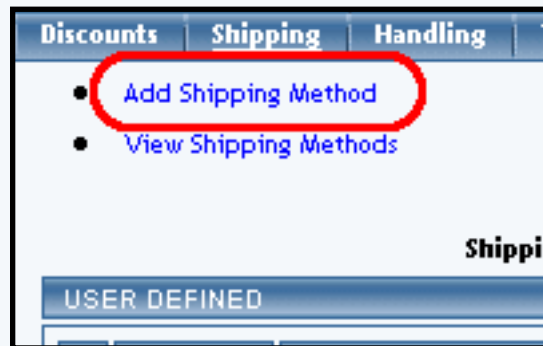 Discounts Shipping Handling
Add Shipping Method
View Shipping Methods
USER DEFINED